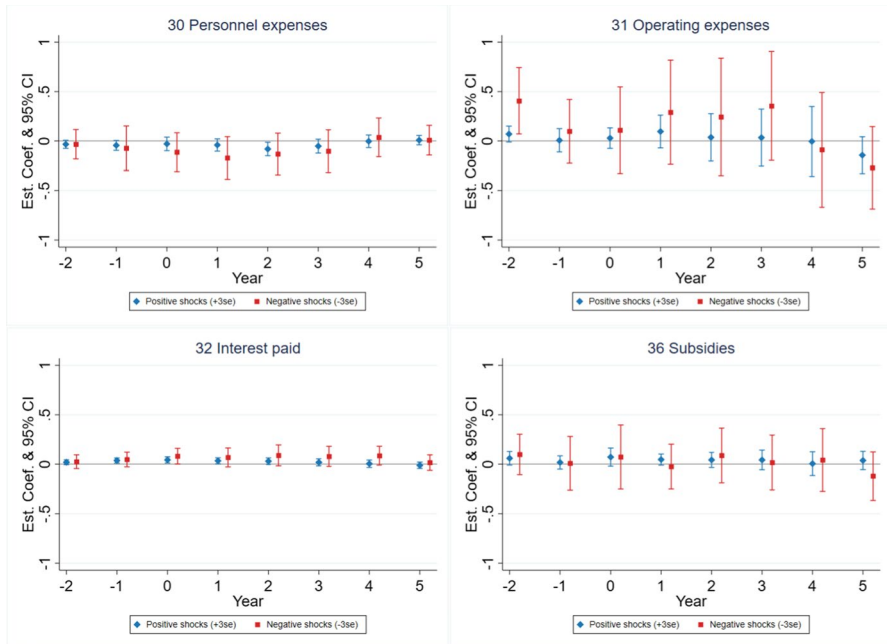 30 Personnel expenses
Est. Coef. & 95% CI
1
.5
0
-.5
-1
-2 -1 0 1 2 3 4 5
Year
Positive shocks (+3se) Negative shocks (-3se)
31 Operating expenses
Est. Coef. & 95% CI
1
.5
0
-.5
-1
-2 -1 0 1 2 3 4 5
Year
Positive shocks (+3se) Negative shocks (-3se)
32 Interest paid
Est. Coef. & 95% CI
1
.5
0
-.5
-1
-2 -1 0 1 2 3 4 5
Year
Positive shocks (+3se) Negative shocks (-3se)
36 Subsidies
Est. Coef. & 95% CI
1
.5
0
-.5
-1
-2 -1 0 1 2 3 4 5
Year
Positive shocks (+3se) Negative shocks (-3se)